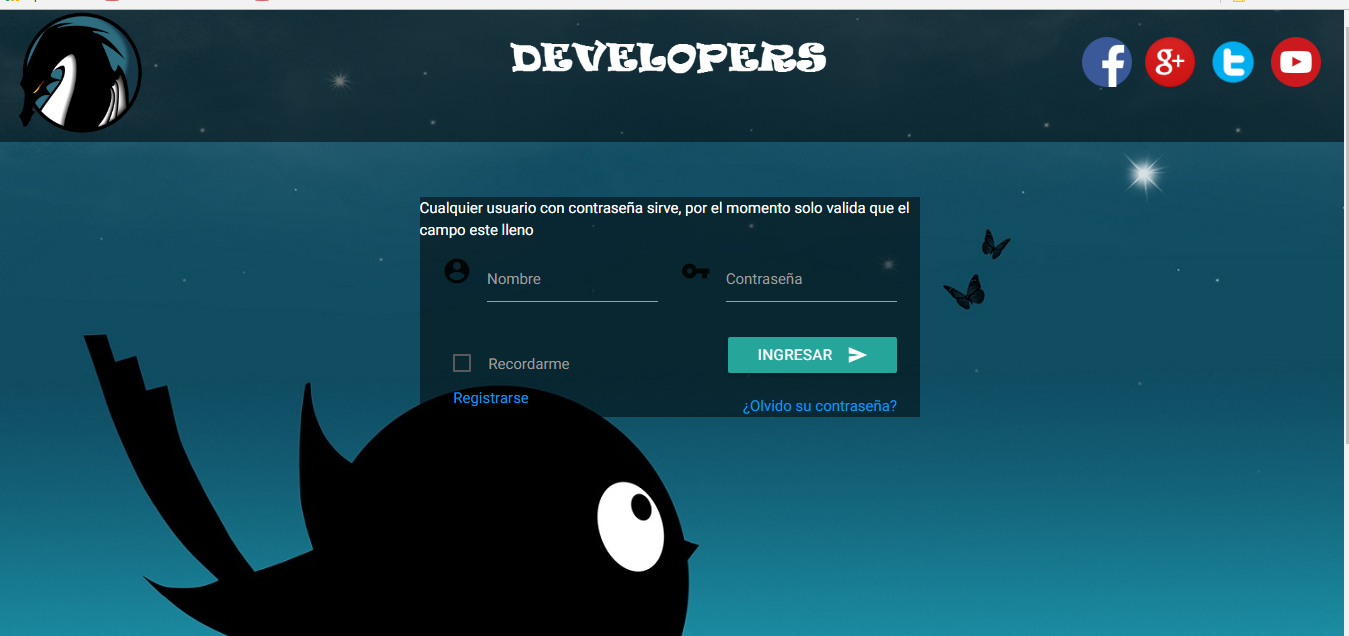 DEVELOPERS
f
g+
Cualquier usuario con contraseña sirve, por el momento solo valida que el
campo este lleno
Nombre
Contraseña
Recordarme
INGRESAR
Registrarse
¿Olvido su contraseña?